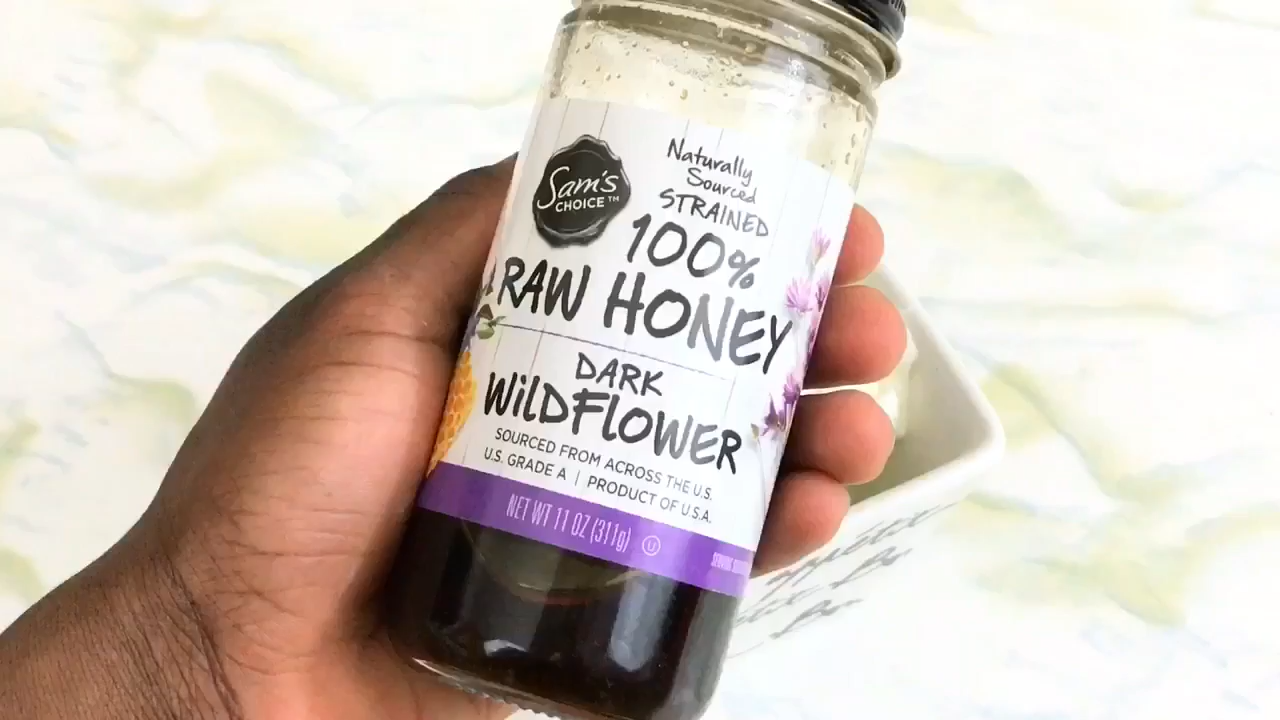 Sam's
CHOICE™
Naturally
Sourced
STRAINED
100%
RAW HONEY
DARK
WiLDFLOWER
SOURCED FROM ACROSS THE U.S.
U.S. GRADE A | PRODUCT OF U.S.A.
NET WT 11 OZ (311g) U